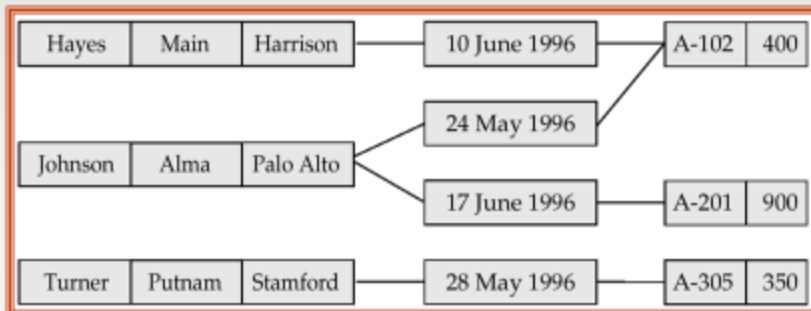 Hayes Main Harrison 10 June 1996 A-102 400
24 May 1996
Johnson Alma Palo Alto
17 June 1996 A-201 900
Turner Putnam Stamford 28 May 1996 A-305 350